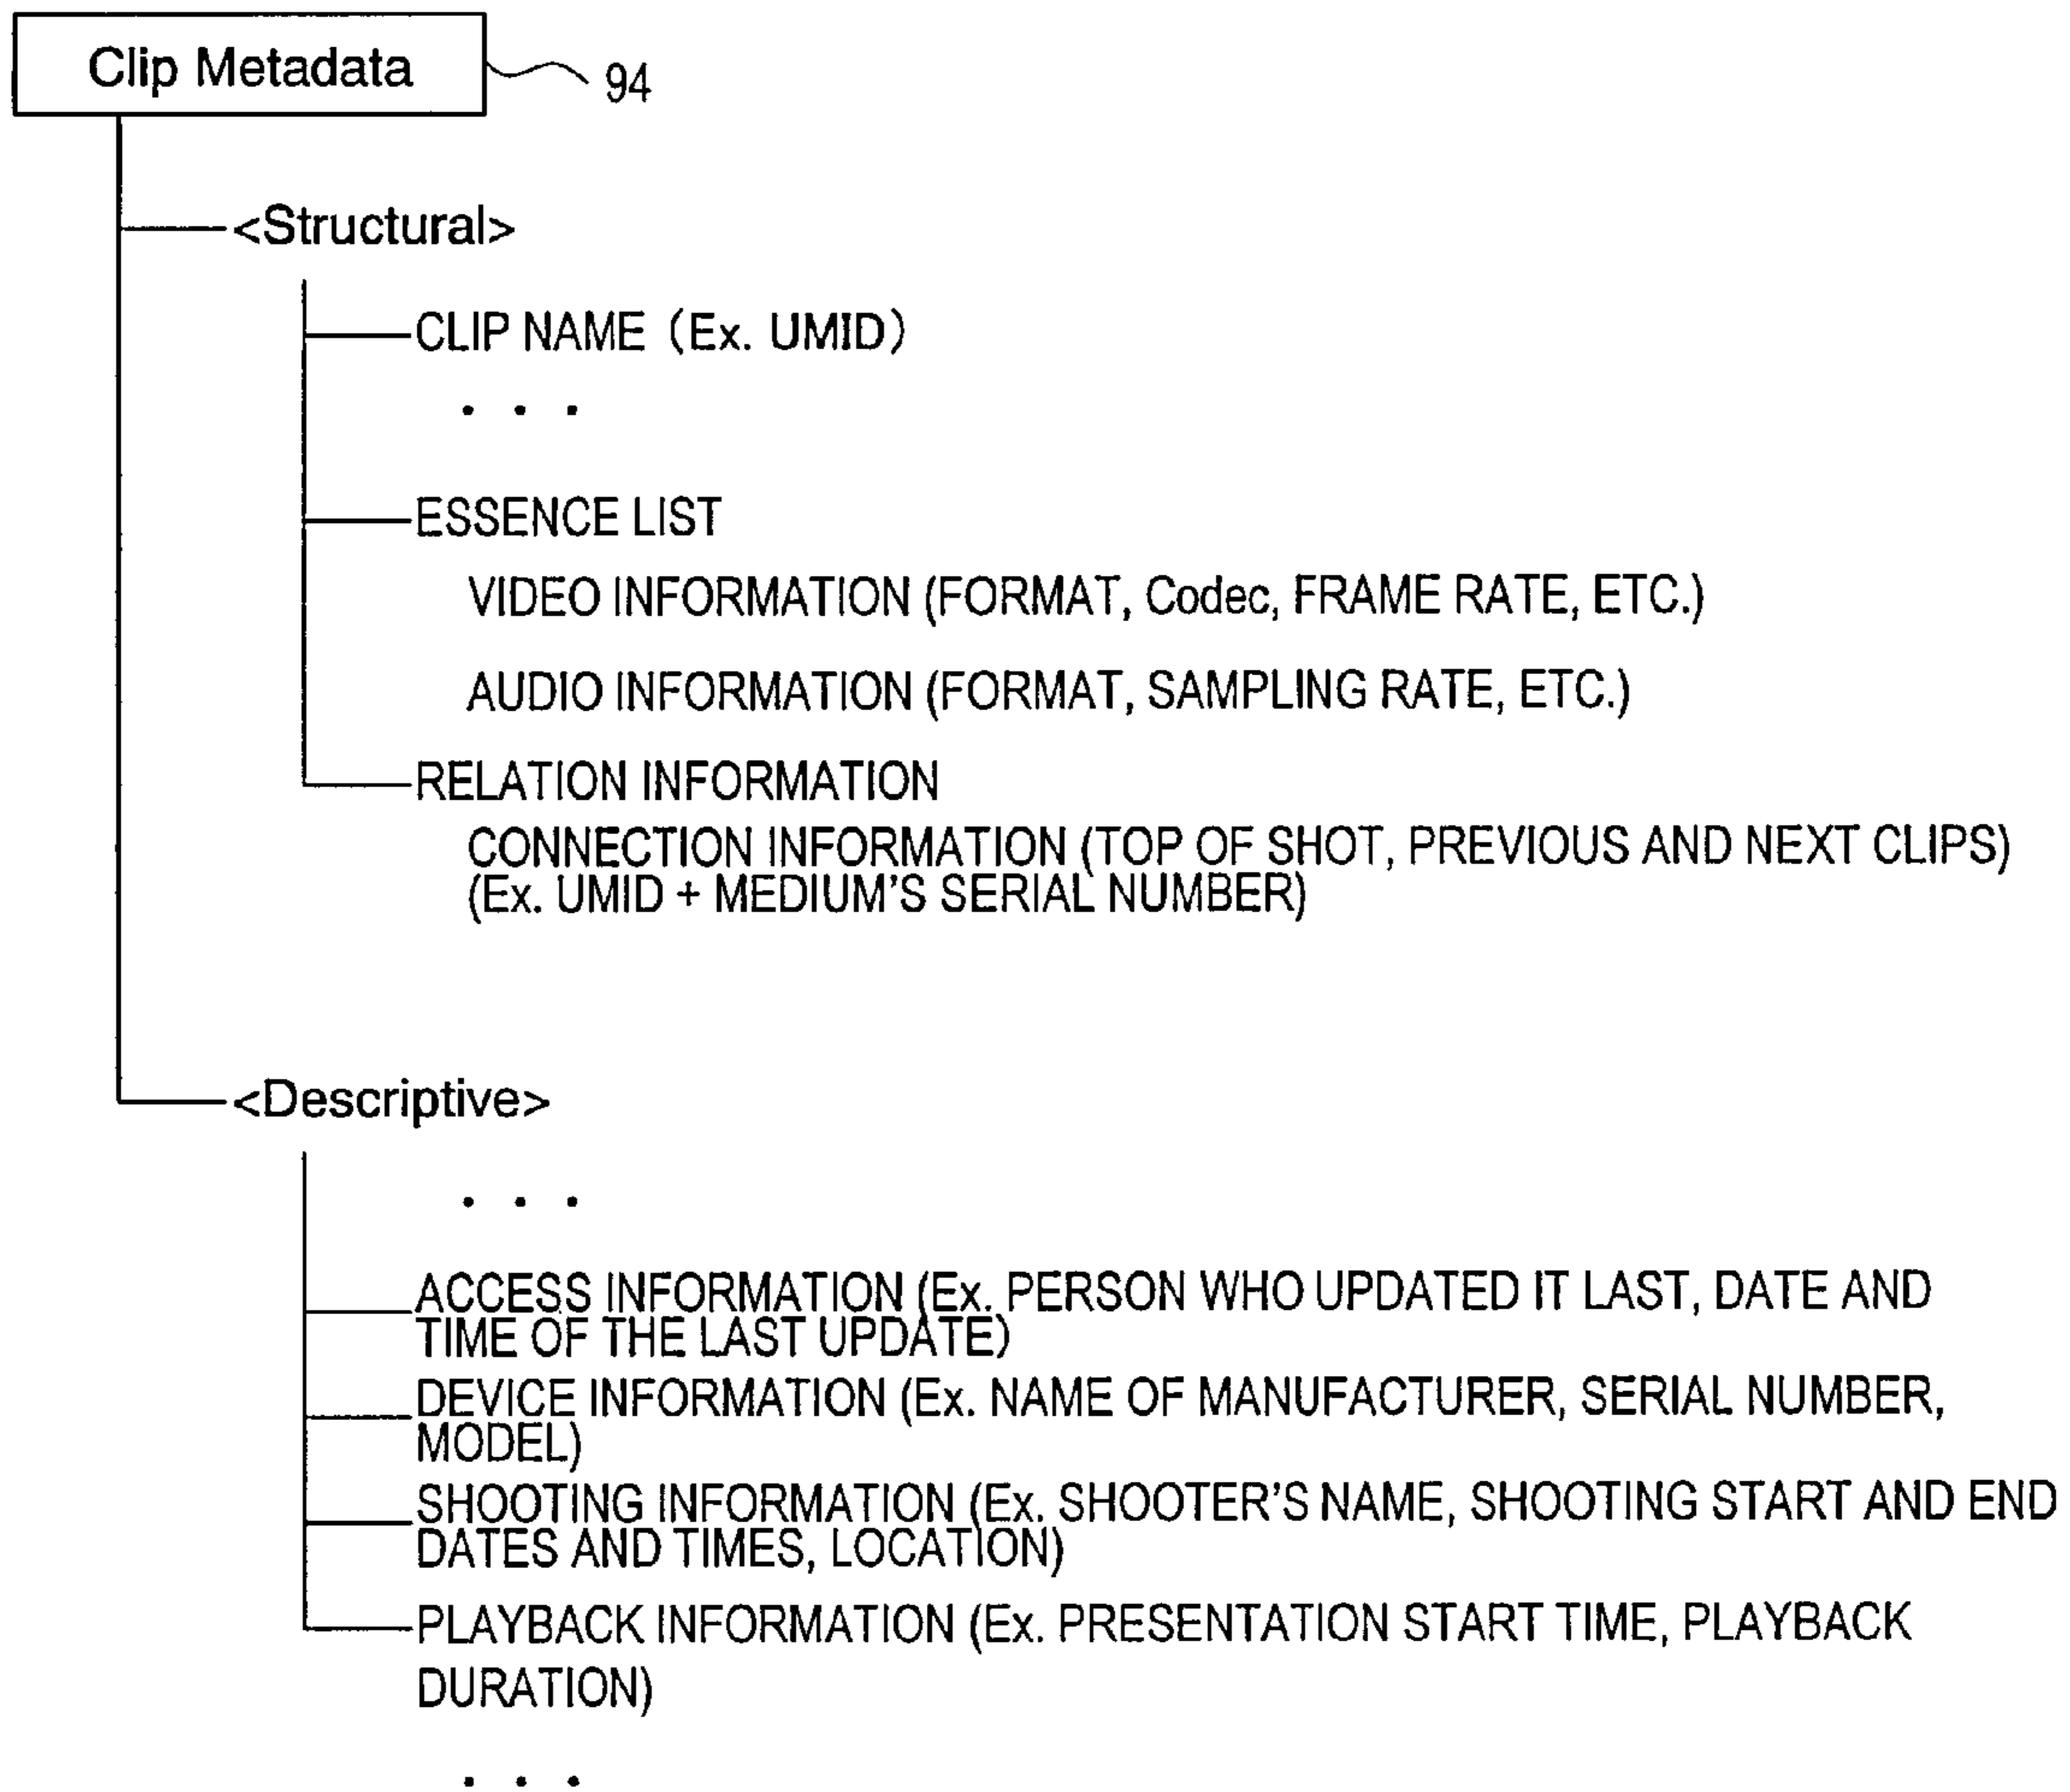 Clip Metadata
94
<Structural>
CLIP NAME (Ex. UMID)
. . .
ESSENCE LIST
VIDEO INFORMATION (FORMAT, Codec, FRAME RATE, ETC.)
AUDIO INFORMATION (FORMAT, SAMPLING RATE, ETC.)
RELATION INFORMATION
CONNECTION INFORMATION (TOP OF SHOT, PREVIOUS AND NEXT CLIPS)
(Ex. UMID + MEDIUM'S SERIAL NUMBER)
<Descriptive>
. . .
ACCESS INFORMATION (Ex. PERSON WHO UPDATED IT LAST, DATE AND
TIME OF THE LAST UPDATE)
DEVICE INFORMATION (Ex. NAME OF MANUFACTURER, SERIAL NUMBER,
MODEL)
SHOOTING INFORMATION (Ex. SHOOTER'S NAME, SHOOTING START AND END
DATES AND TIMES, LOCATION)
PLAYBACK INFORMATION (Ex. PRESENTATION START TIME, PLAYBACK
DURATION)
. . .